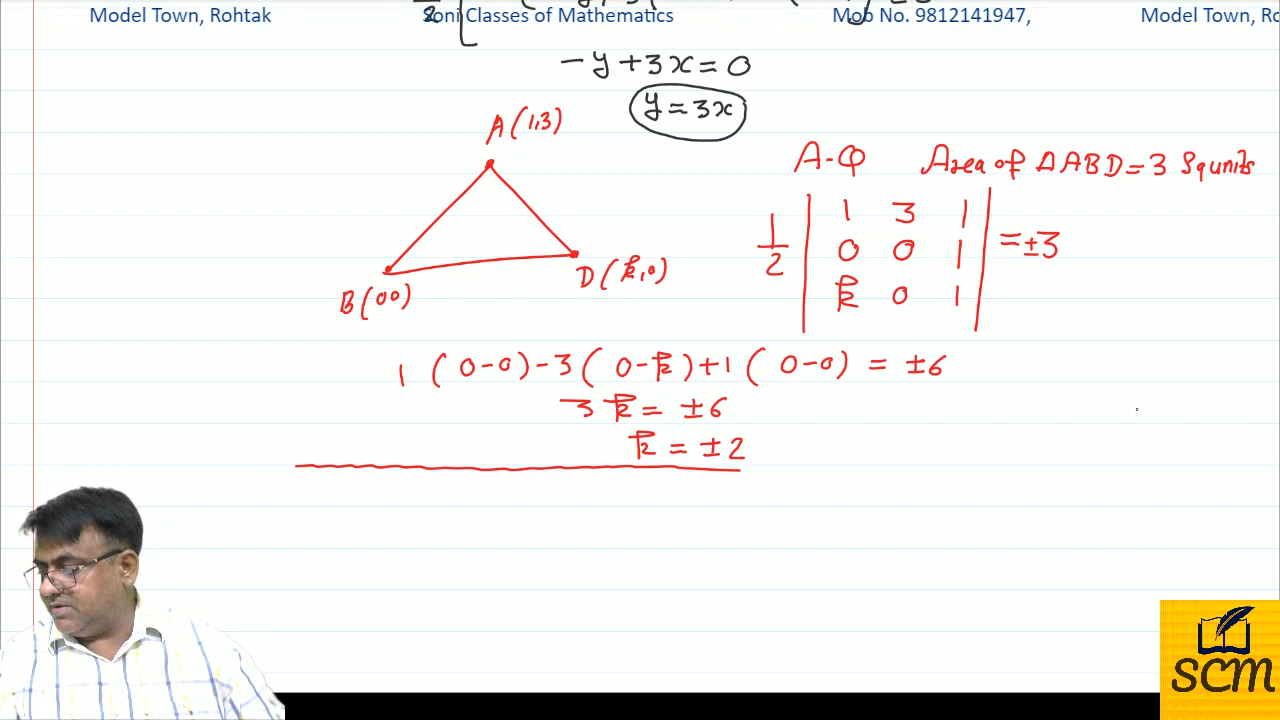 Model Town, Rohtak Soni Classes of Mathematics Mob No. 9812141947, Model Town, Ro
-y + 3x = 0
y = 3x
A (1,3)
B (00)
D (k,0)
A-Q Area of ΔABD = 3 Squnits
1/2 | 1 3 1 |
| 0 0 1 | = ±3
| k 0 1 |
1 (0-0) -3 (0-k) +1 (0-0) = ±6
3k = ±6
k = ±2
SCM